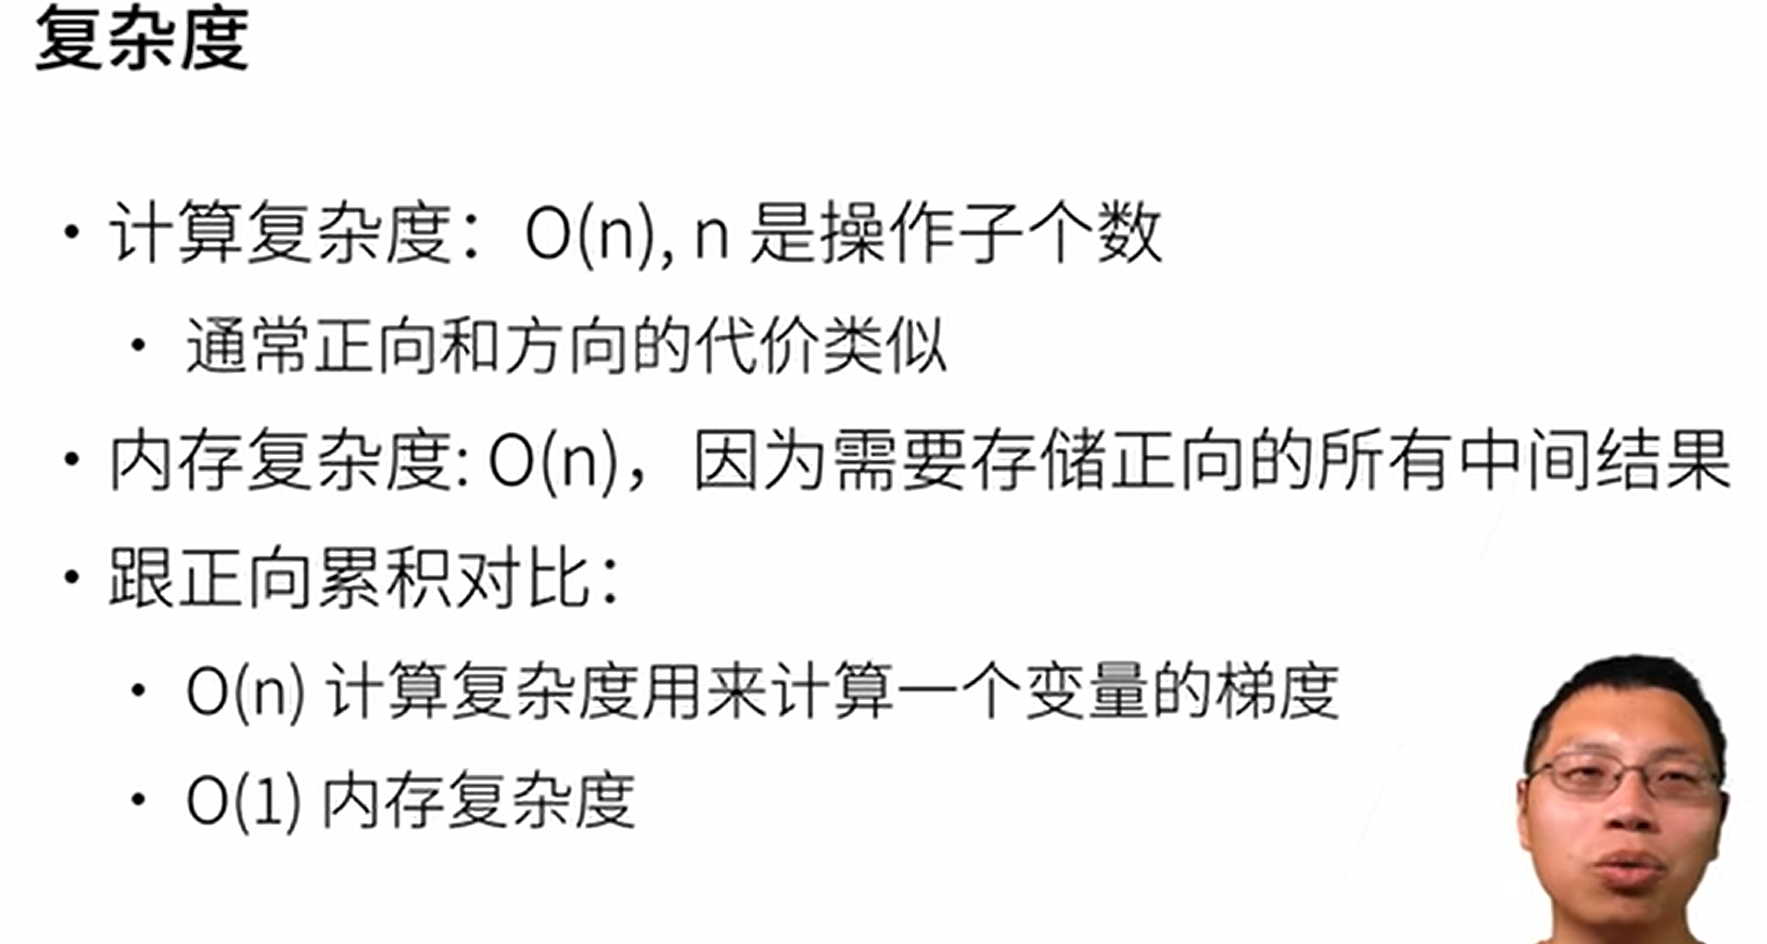 复杂度
• 计算复杂度：O(n), n 是操作子个数
• 通常正向和方向的代价类似
• 内存复杂度: O(n)，因为需要存储正向的所有中间结果
• 跟正向累积对比：
• O(n) 计算复杂度用来计算一个变量的梯度
• O(1) 内存复杂度